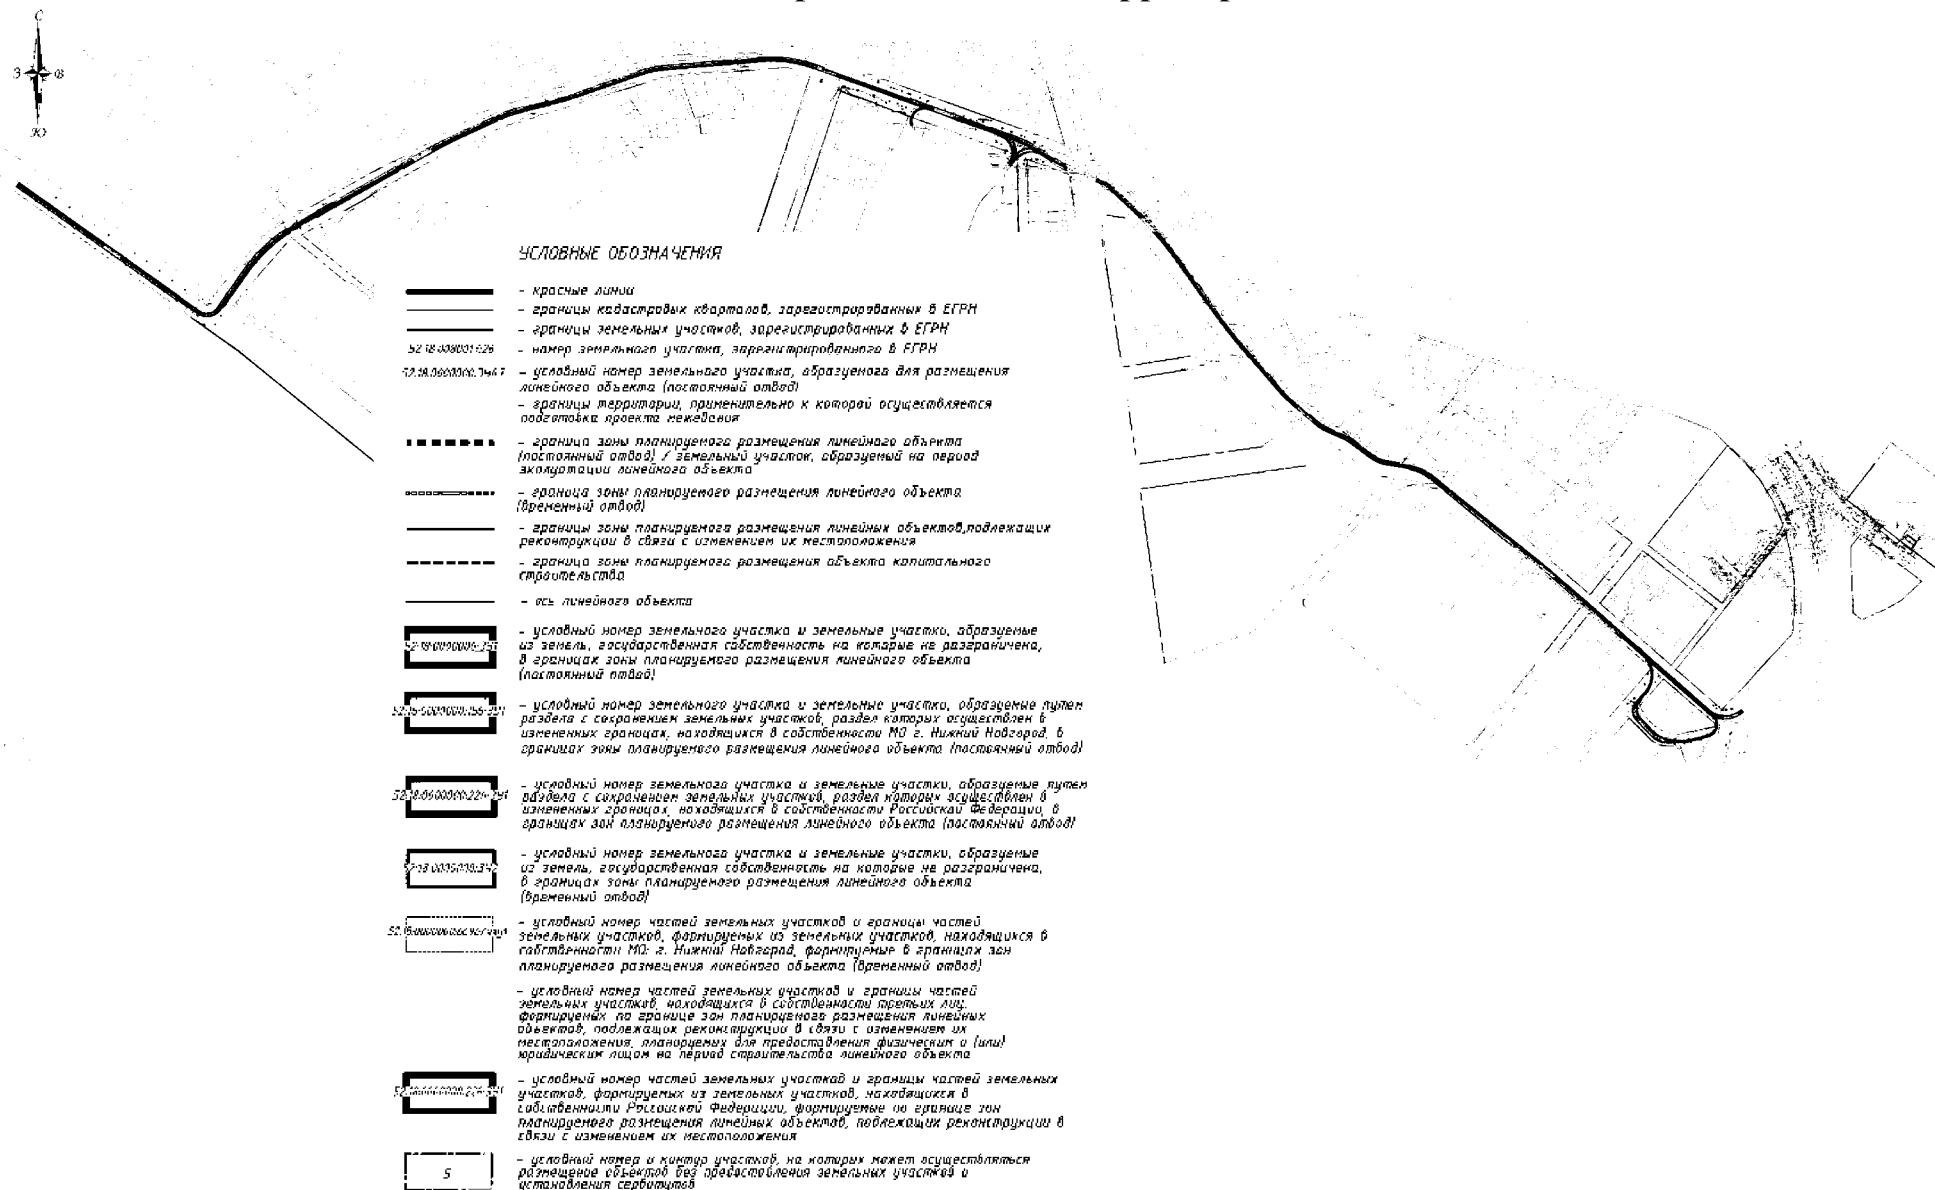 С
З
В
Ю
УСЛОВНЫЕ ОБОЗНАЧЕНИЯ
- красные линии
- границы кадастровых кварталов, зарегистрированных в ЕГРН
- границы земельных участков, зарегистрированных в ЕГРН
- номер земельного участка, зарегистрированного в ЕГРН
- условный номер земельного участка, образуемого для размещения
линейного объекта (постоянный отвод)
- границы территории, применительно к которой осуществляется
подготовка проекта межевания
- граница зоны планируемого размещения линейного объекта
(постоянный отвод) / земельный участок, образуемый на период
эксплуатации линейного объекта
- граница зоны планируемого размещения линейного объекта
(временный отвод)
- границы зоны планируемого размещения линейных объектов,подлежащих
реконструкции в связи с изменением их местоположения
- граница зоны планируемого размещения объекта капитального
строительства
- ось линейного объекта
- условный номер земельного участка и земельные участки, образуемые
из земель, государственная собственность на которые не разграничена,
в границах зоны планируемого размещения линейного объекта
(постоянный отвод)
- условный номер земельного участка и земельные участки, образуемые путем
раздела с сохранением земельных участков, раздел которых осуществлен в
измененных границах, находящихся в собственности МО г. Нижний Новгород, в
границах зоны планируемого размещения линейного объекта (постоянный отвод)
- условный номер земельного участка и земельные участки, образуемые путем
раздела с сохранением земельных участков, раздел которых осуществлен в
измененных границах, находящихся в собственности Российской Федерации, в
границах зон планируемого размещения линейного объекта (постоянный отвод)
- условный номер земельного участка и земельные участки, образуемые
из земель, государственная собственность на которые не разграничена,
в границах зоны планируемого размещения линейного объекта
(временный отвод)
- условный номер частей земельных участков и границы частей
земельных участков, формируемых из земельных участков, находящихся в
собственности МО: г. Нижний Новгород, формируемые в границах зон
планируемого размещения линейного объекта (временный отвод)
- условный номер частей земельных участков и границы частей
земельных участков, находящихся в собственности третьих лиц,
формируемых по границе зон планируемого размещения линейных
объектов, подлежащих реконструкции в связи с изменением их
местоположения, планируемых для предоставления физическим и (или)
юридическим лицам на период строительства линейного объекта
- условный номер частей земельных участков и границы частей земельных
участков, формируемых из земельных участков, находящихся в
собственности Российской Федерации, формируемые по границе зон
планируемого размещения линейных объектов, подлежащих реконструкции в
связи с изменением их местоположения
5
- условный номер и контур участков, на которых может осуществляться
размещение объектов без предоставления земельных участков и
установления сервитутов